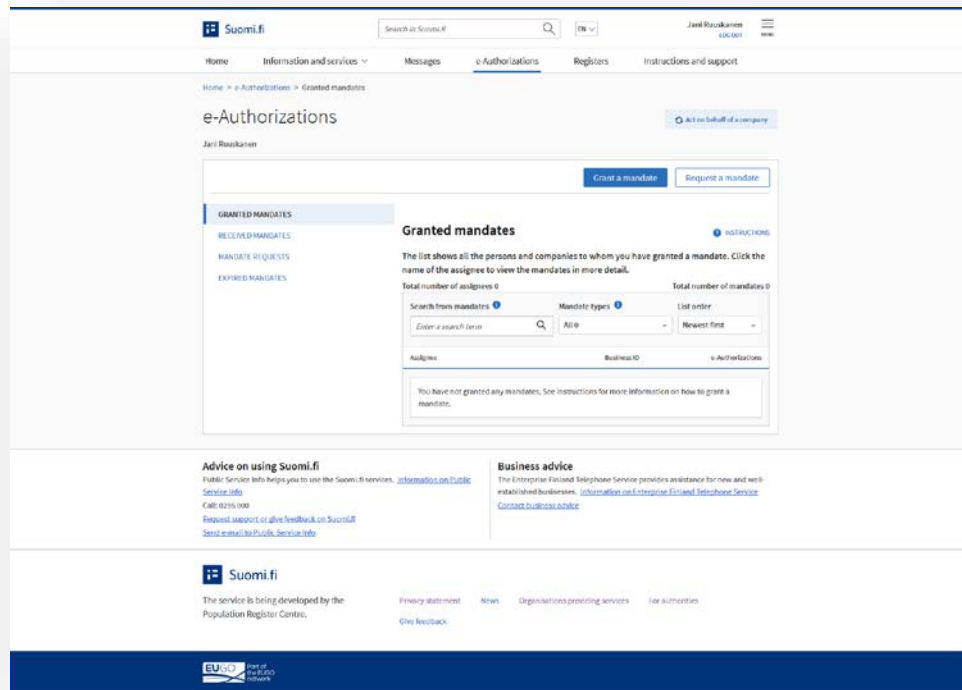 Suomi.fi
Search in Suomi.fi
EN
Jani Ruuskanen
LOG OUT
MENU
Home Information and services Messages e-Authorizations Registers Instructions and support
Home > e-Authorizations > Granted mandates
e-Authorizations
Act on behalf of a company
Jani Ruuskanen
Grant a mandate Request a mandate
GRANTED MANDATES
RECEIVED MANDATES
MANDATE REQUESTS
EXPIRED MANDATES
Granted mandates
INSTRUCTIONS
The list shows all the persons and companies to whom you have granted a mandate. Click the
name of the assignee to view the mandates in more detail.
Total number of assignees 0 Total number of mandates 0
Search from mandates Mandate types List order
Enter a search term All 0 Newest first
Assignee Business ID e-Authorizations
You have not granted any mandates. See instructions for more information on how to grant a
mandate.
Advice on using Suomi.fi
Public Service Info helps you to use the Suomi.fi services. Information on Public
Service Info
Call: 0295 000
Request support or give feedback on Suomi.fi
Send e-mail to Public Service Info
Business advice
The Enterprise Finland Telephone Service provides assistance for new and well-
established businesses. Information on Enterprise Finland Telephone Service
Contact business advice
Suomi.fi
The service is being developed by the
Population Register Centre.
Privacy statement News Organisations providing services For authorities
Give feedback
EUGO
Part of
the EUGO
network